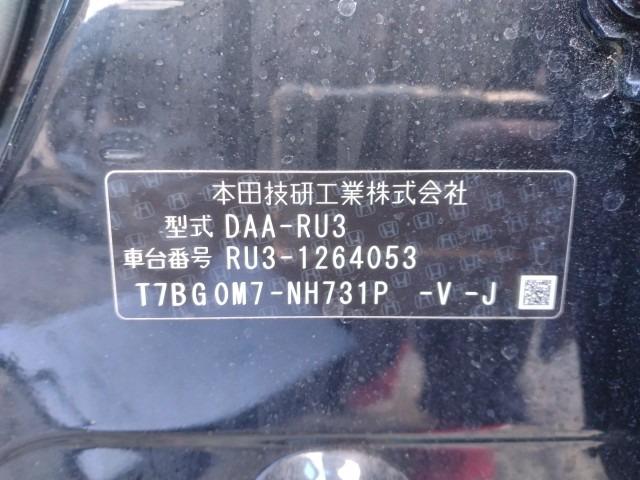 本田技研工業株式会社
型式 DAA-RU3
車台番号 RU3-1264053
T7BG0M7-NH731P -V-J